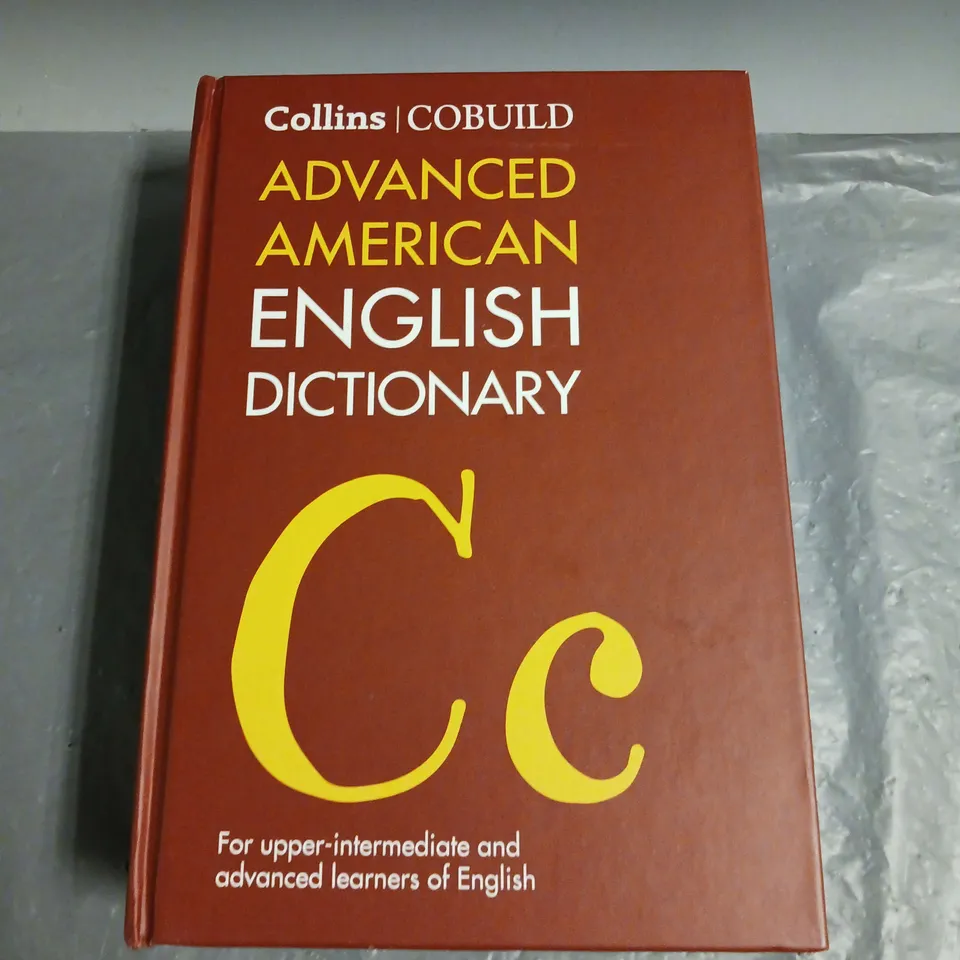 Collins | COBUILD
ADVANCED
AMERICAN
ENGLISH
DICTIONARY
Cc
For upper-intermediate and
advanced learners of English